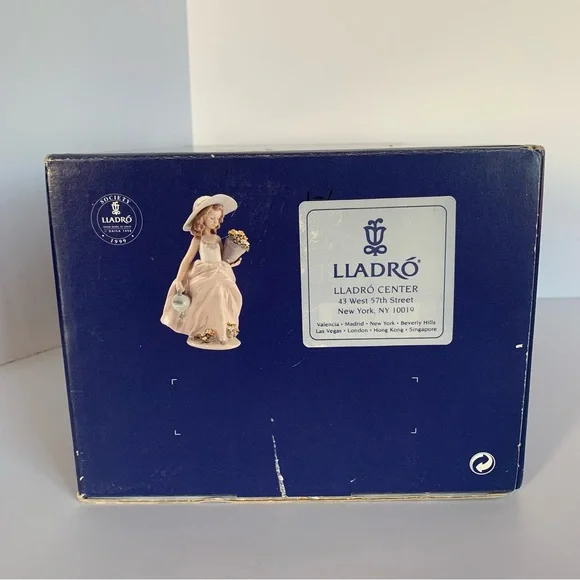 SOCIETY
LLADRÓ
1999
LLADRÓ®
LLADRÓ CENTER
43 West 57th Street
New York, NY 10019
Valencia • Madrid • New York • Beverly Hills
Las Vegas • London • Hong Kong • Singapore